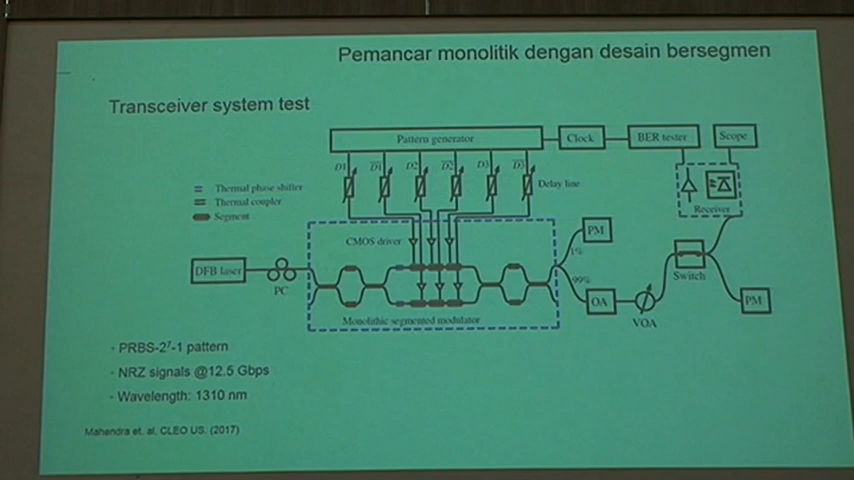 Pemancar monolitik dengan desain bersegmen
Transceiver system test
Pattern generator
Clock
BER tester
Scope
D1
D1
D2
D2
D3
D3
Delay line
Thermal phase shifter
Thermal coupler
Segment
Receiver
CMOS driver
PM
1%
DFB laser
PC
99%
OA
Switch
PM
VOA
Monolithic segmented modulator
- PRBS-2⁷-1 pattern
- NRZ signals @12.5 Gbps
- Wavelength: 1310 nm
Mahendra et. al, CLEO US. (2017)